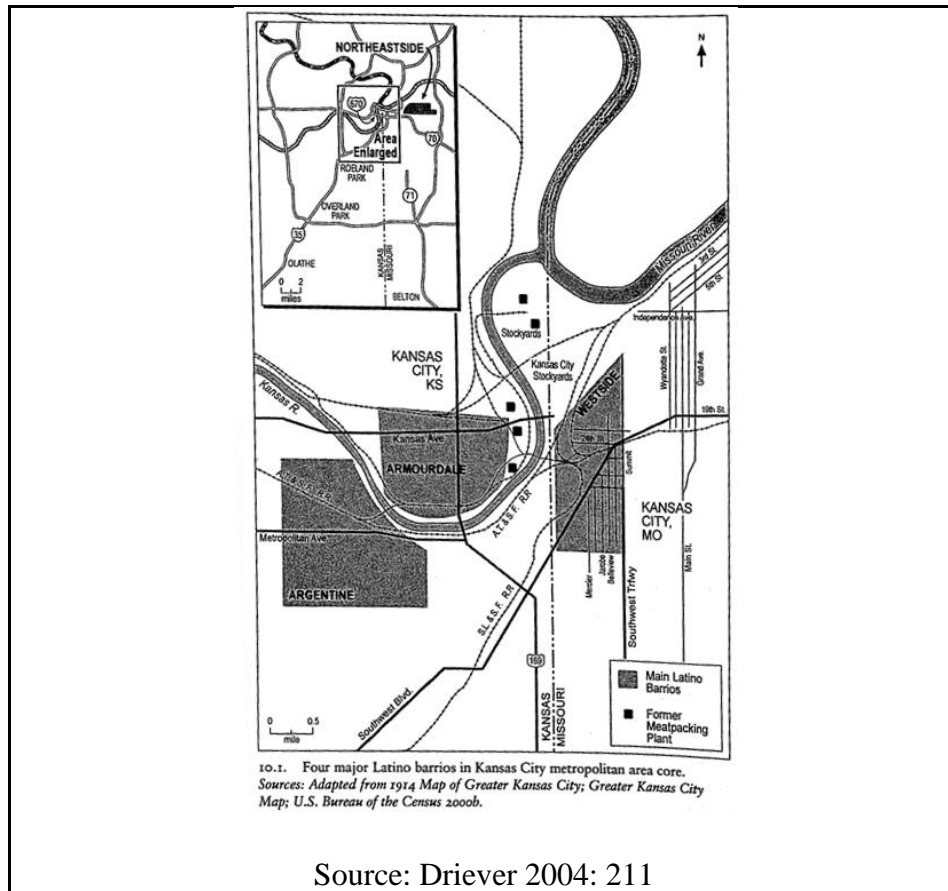 NORTHEASTSIDE
670
70
Area
Enlarged
ROELAND
PARK
OVERLAND
PARK
71
35
OLATHE
KANSAS
MISSOURI
0 2
miles
BELTON
N
Missouri River
3rd St.
5th St.
Independence Ave.
Stockyards
Kansas City
Stockyards
Wyandotte St.
Grand Ave.
KANSAS
CITY,
KS
WESTSIDE
Kansas R.
19th St.
Kansas Ave.
24th St.
ARMOURDALE
Summit
A.T.&S.F. R.R.
A.T.&S.F. R.R
KANSAS
CITY,
MO
Metropolitan Ave.
Mercier
Jarobe
Belleview
Main St.
ARGENTINE
S.L.&S.F. R.R
Southwest Trfwy
169
Southwest Blvd.
KANSAS
MISSOURI
0 0.5
mile
Main Latino
Barrios
Former
Meatpacking
Plant
10.1. Four major Latino barrios in Kansas City metropolitan area core.
Sources: Adapted from 1914 Map of Greater Kansas City; Greater Kansas City
Map; U.S. Bureau of the Census 2000b.
Source: Driever 2004: 211